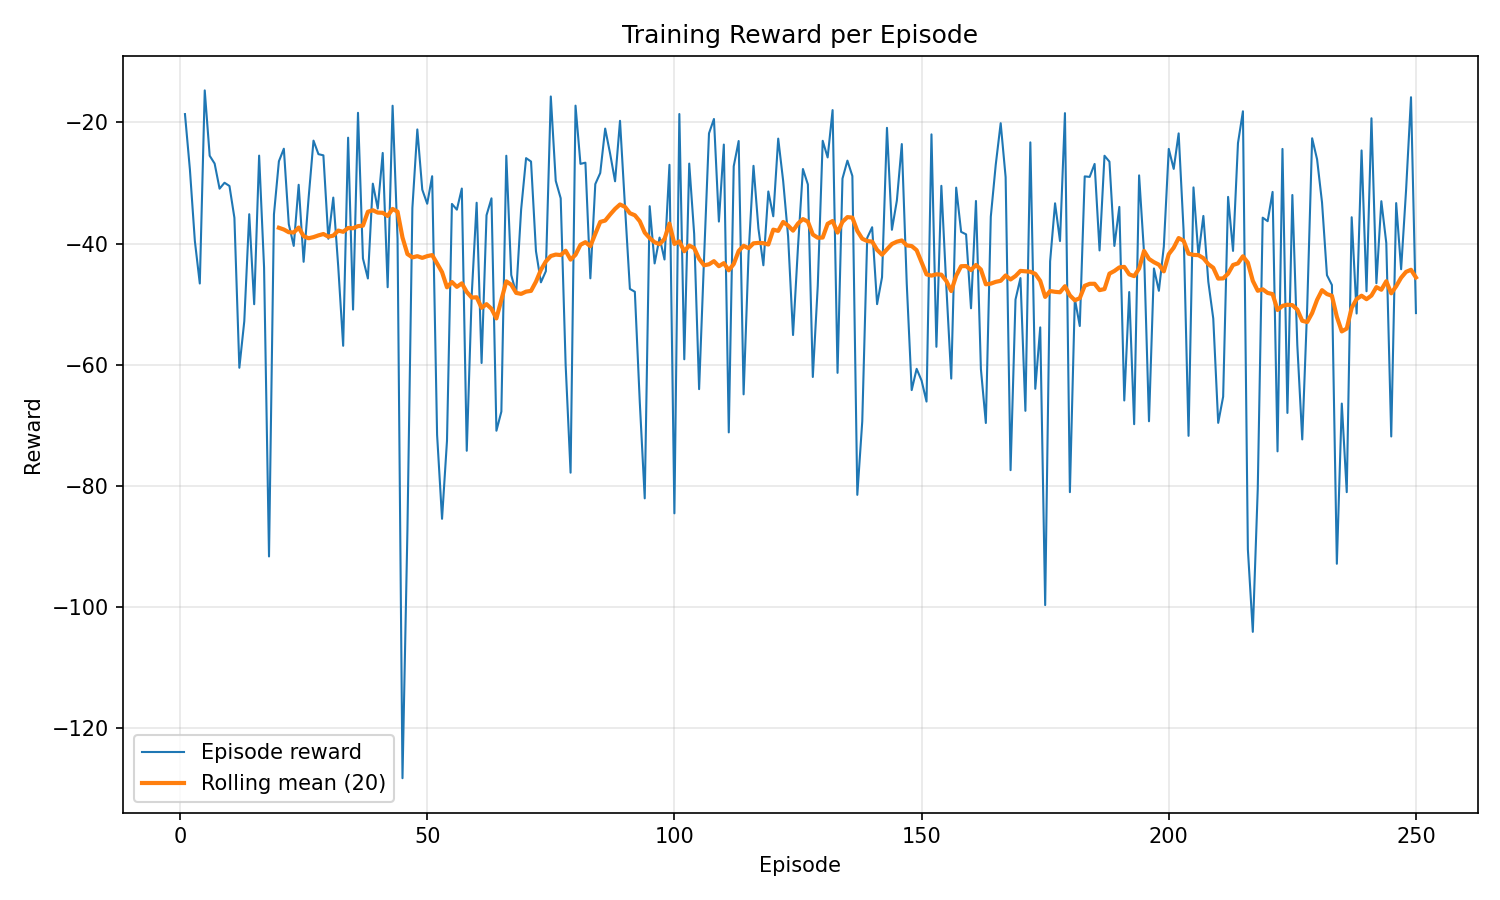 Training Reward per Episode
−20
−40
−60
−80
−100
−120
Reward
Episode reward
Rolling mean (20)
0 50 100 150 200 250
Episode